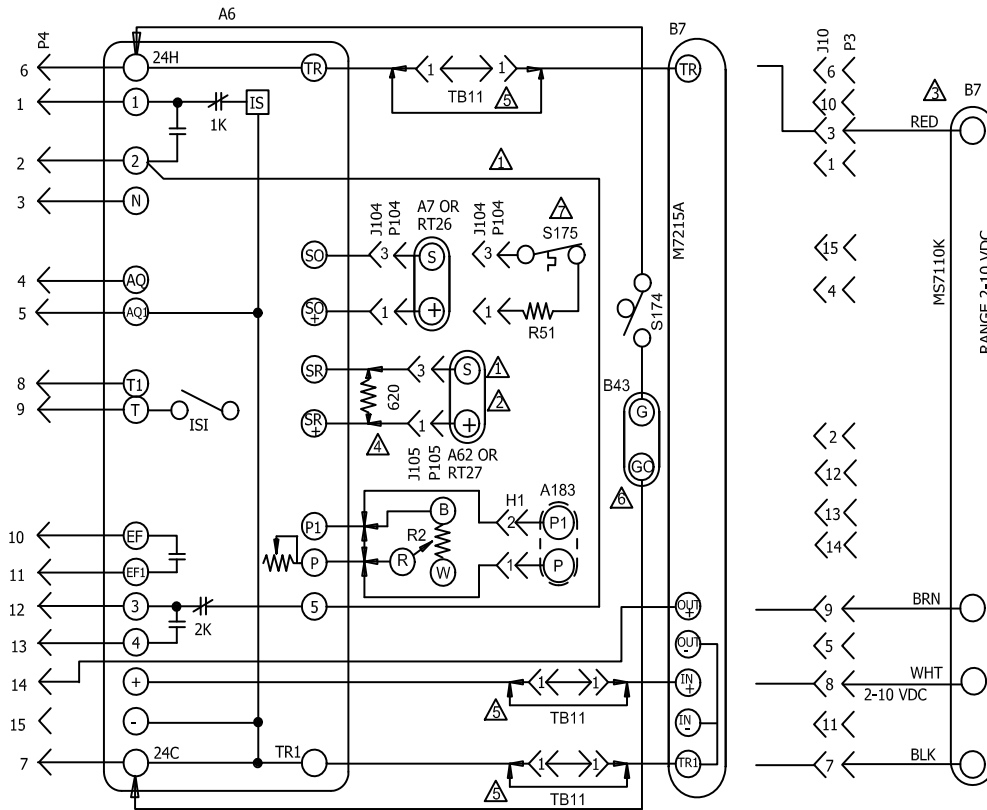 A6
B7
P4
J10
P3
6
24H
TR
1
1
TR
6
B7
TB11
5
3
1
1
IS
10
1K
3
RED
2
2
1
1
3
N
M7215A
J104
P104
A7 OR
RT26
J104
P104
7
S175
MS7110K
RANGE 2-10 VDC
SO
3
S
3
15
4
AQ
4
5
AQ1
SO
+
1
+
1
R51
S174
SR
3
S
1
8
T1
620
2
B43
9
T
ISI
G
SR
+
1
+
2
4
J105
P105
A62 OR
RT27
GO
12
6
H1
A183
P1
B
2
P1
13
10
EF
R2
14
P
R
1
P
11
EF1
W
12
3
5
OUT
+
9
BRN
2K
13
4
OUT
-
5
14
+
1
1
IN
+
8
WHT
2-10 VDC
5
TB11
15
-
IN
-
11
7
24C
TR1
1
1
TR1
7
BLK
5
TB11